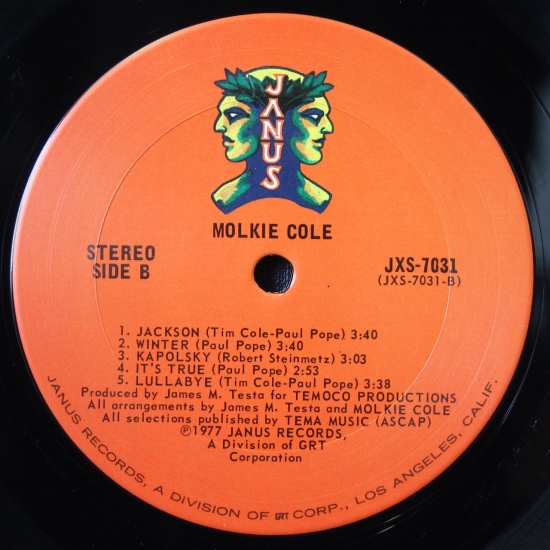 JANUS
MOLKIE COLE
STEREO
SIDE B
JXS-7031
(JXS-7031-B)
1. JACKSON (Tim Cole-Paul Pope) 3:40
2. WINTER (Paul Pope) 3:40
3. KAPOLSKY (Robert Steinmetz) 3:03
4. IT'S TRUE (Paul Pope) 2:53
5. LULLABYE (Tim Cole-Paul Pope) 3:38
Produced by James M. Testa for TEMOCO PRODUCTIONS
All arrangements by James M. Testa and MOLKIE COLE
All selections published by TEMA MUSIC (ASCAP)
℗1977 JANUS RECORDS,
A Division of GRT
Corporation
JANUS RECORDS, A DIVISION OF GRT CORP., LOS ANGELES, CALIF.